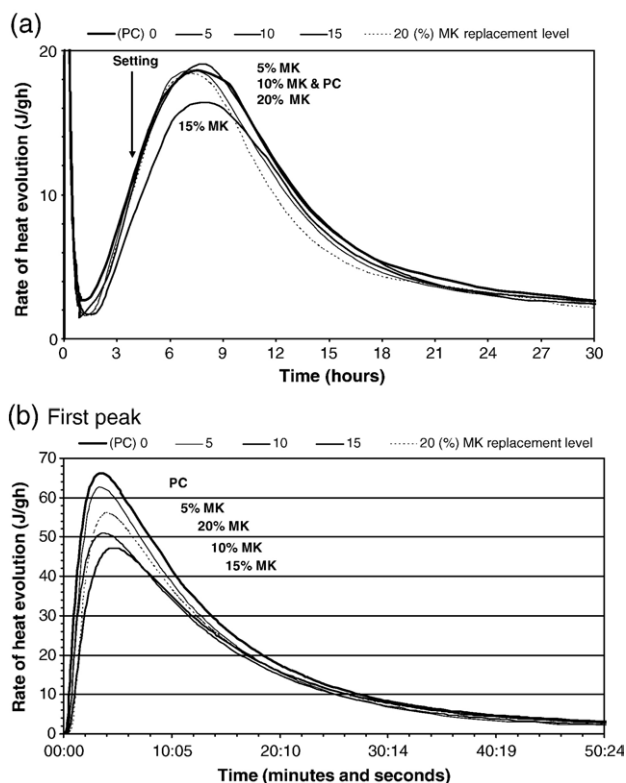 (a)
(PC) 0 5 10 15 20 (%) MK replacement level
20
10
0
Rate of heat evolution (J/gh)
Setting
5% MK
10% MK & PC
20% MK
15% MK
0 3 6 9 12 15 18 21 24 27 30
Time (hours)
(b) First peak
(PC) 0 5 10 15 20 (%) MK replacement level
70
60
50
40
30
20
10
0
Rate of heat evolution (J/gh)
PC
5% MK
20% MK
10% MK
15% MK
00:00 10:05 20:10 30:14 40:19 50:24
Time (minutes and seconds)